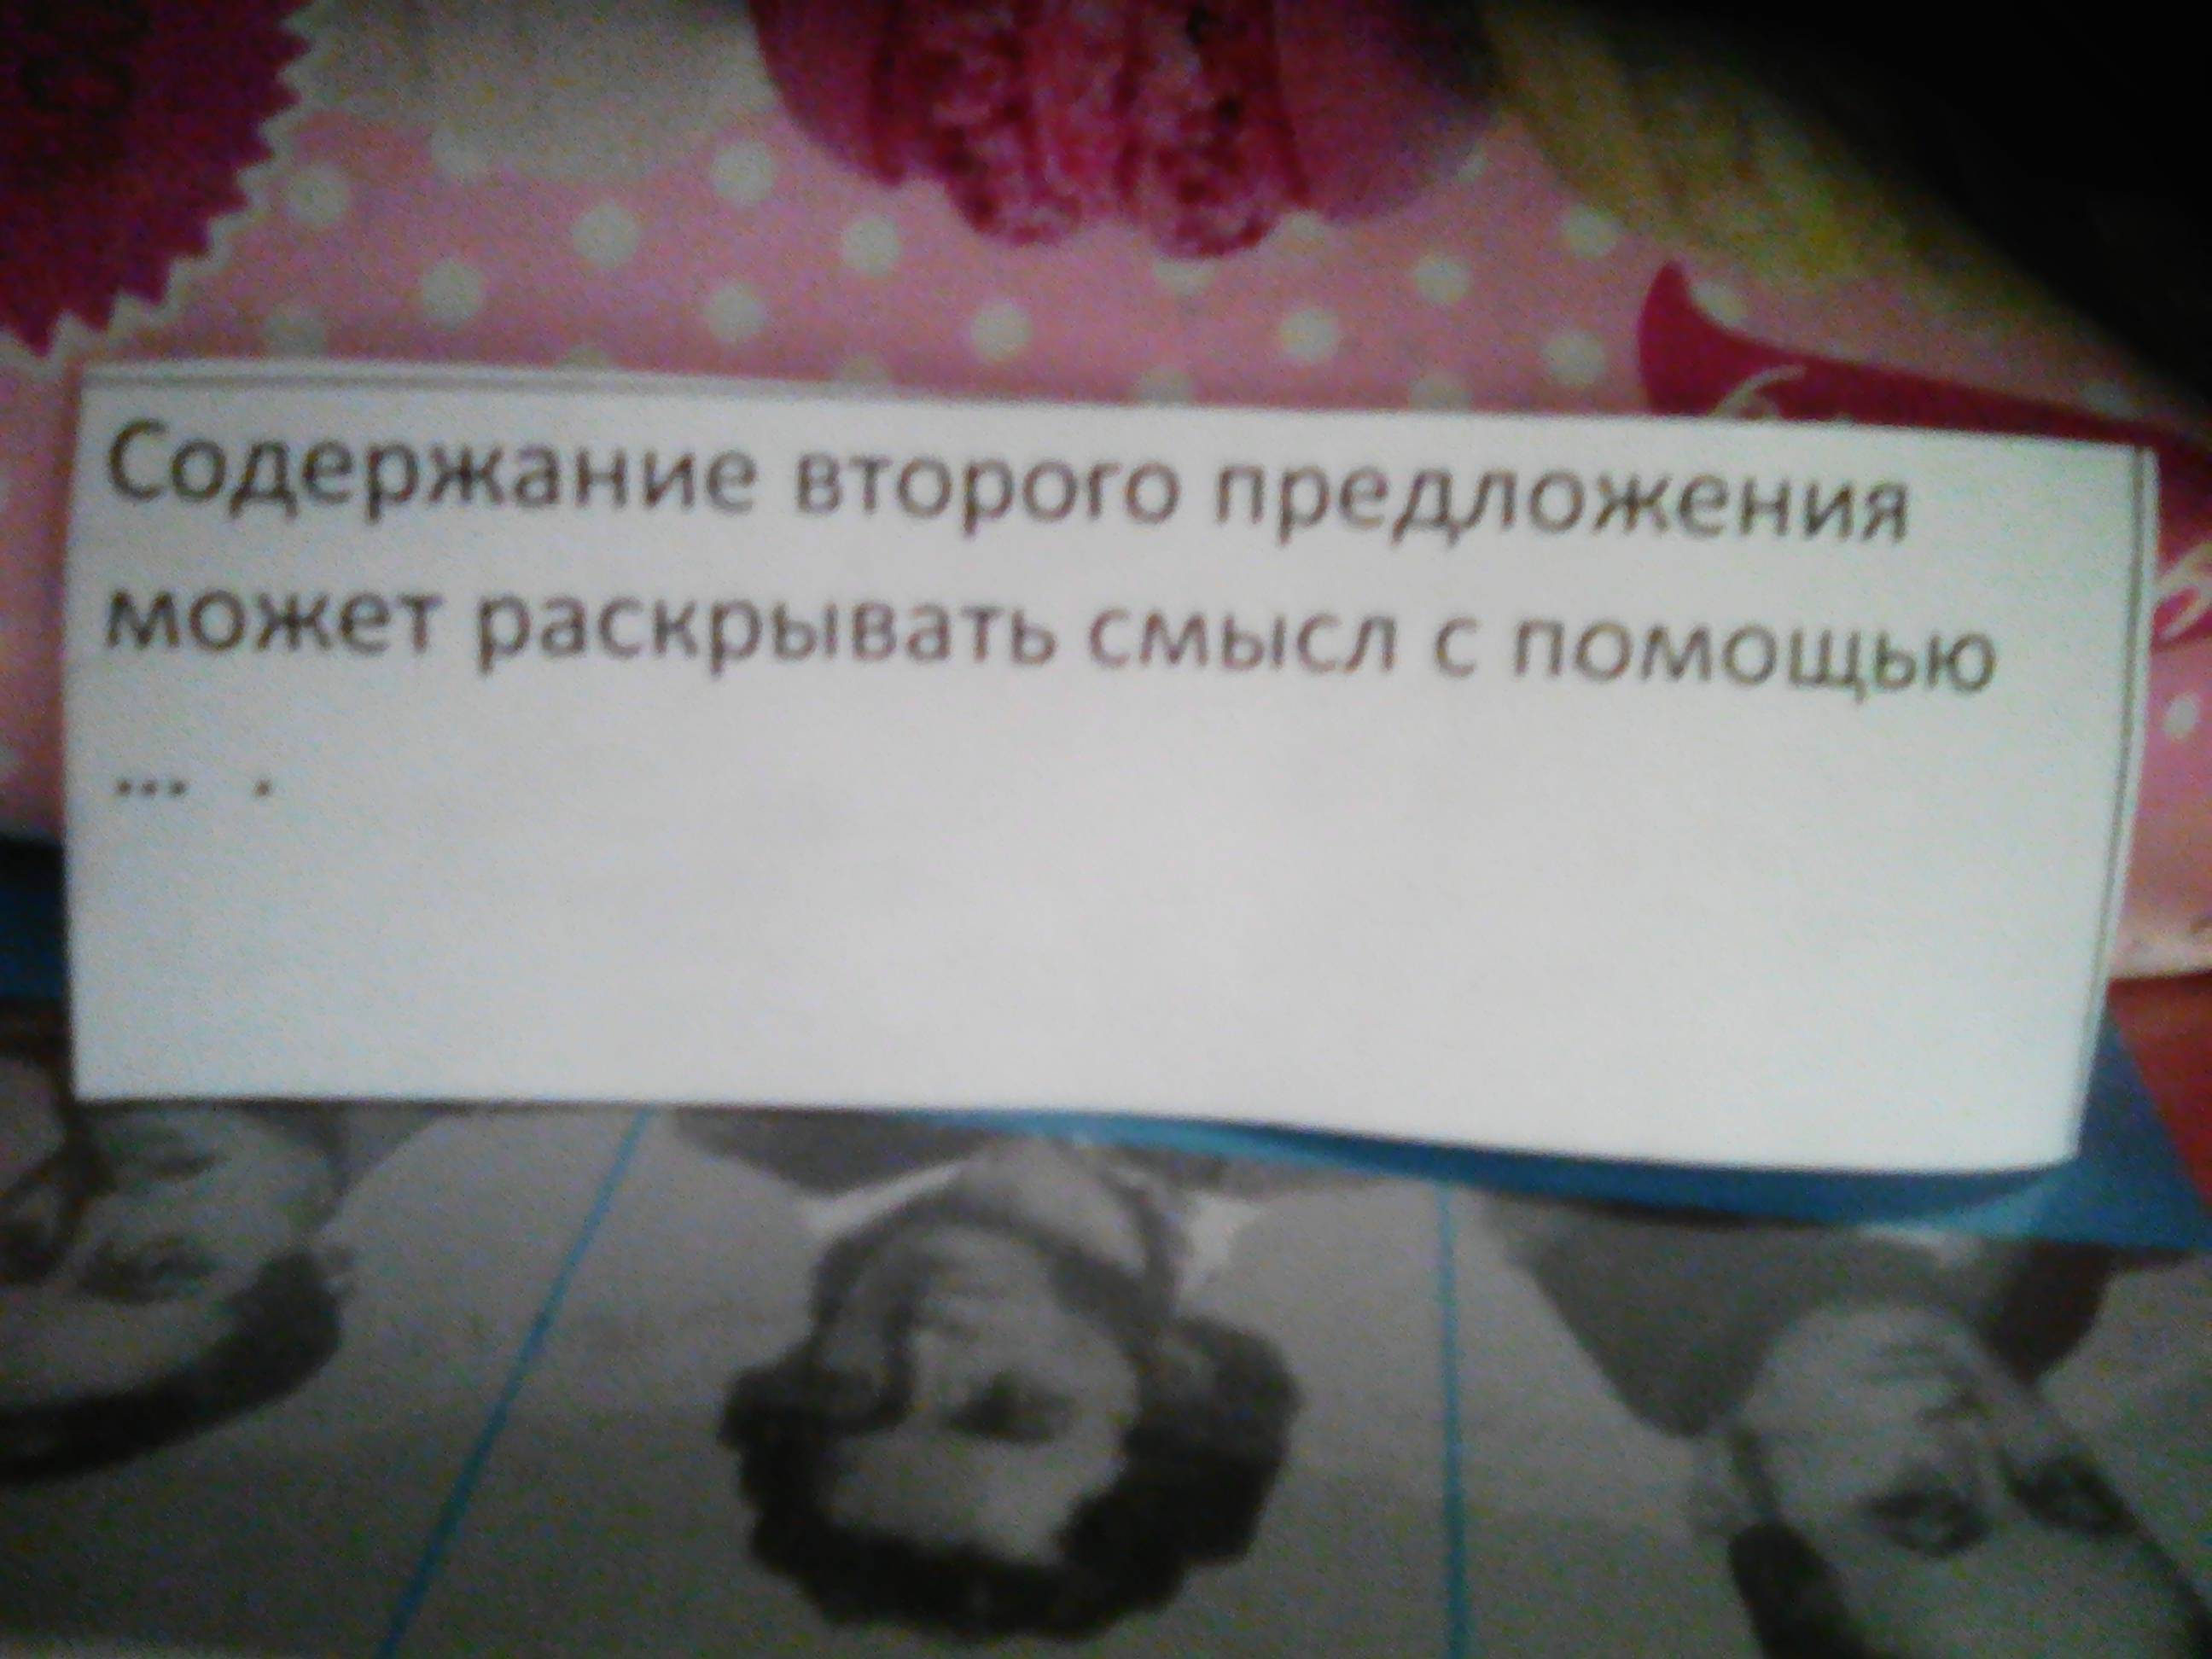 Содержание второго предложения
может раскрывать смысл с помощью
... .